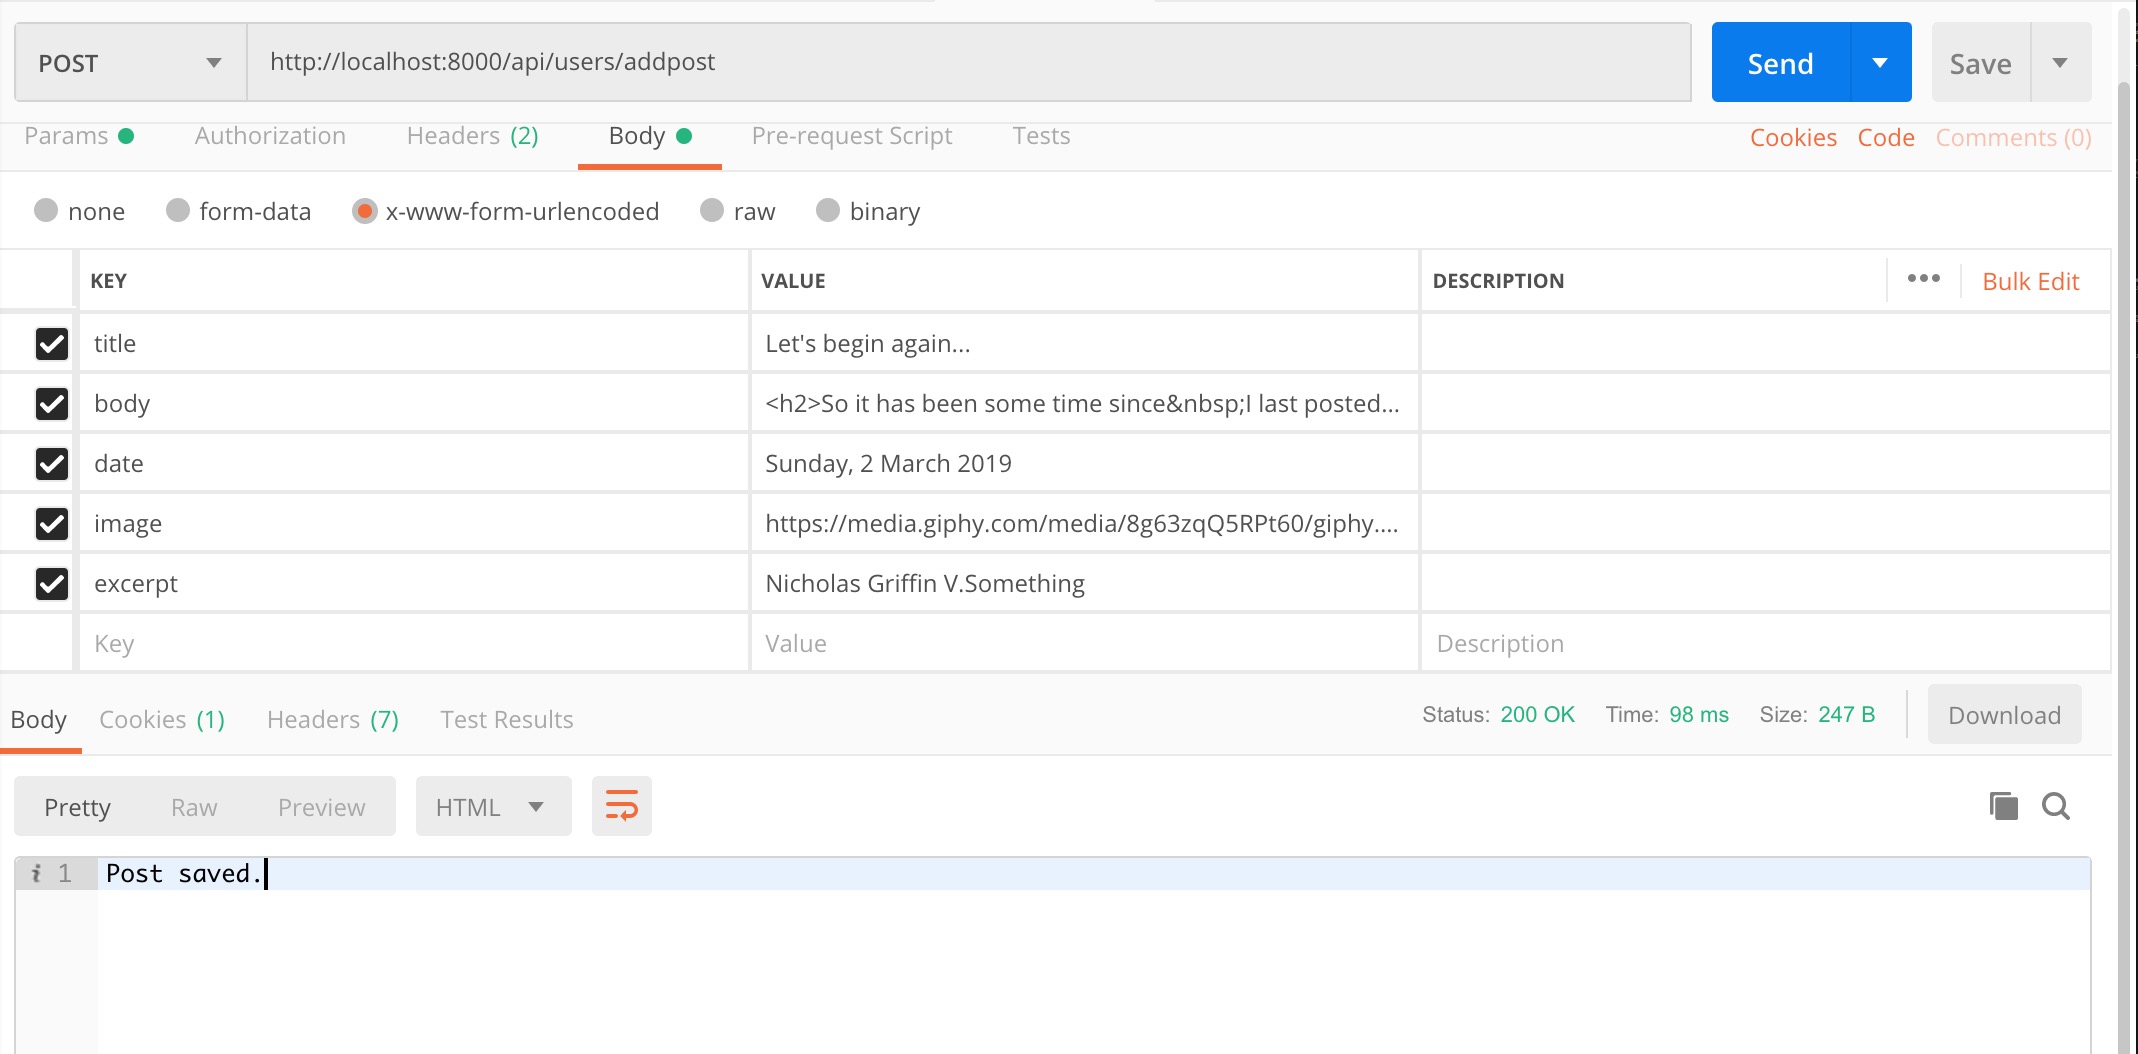 POST http://localhost:8000/api/users/addpost Send Save
Params Authorization Headers (2) Body Pre-request Script Tests Cookies Code Comments (0)
none form-data x-www-form-urlencoded raw binary
KEY VALUE DESCRIPTION ••• Bulk Edit
title Let's begin again...
body <h2>So it has been some time since&nbsp;I last posted...
date Sunday, 2 March 2019
image https://media.giphy.com/media/8g63zqQ5RPt60/giphy....
excerpt Nicholas Griffin V.Something
Key Value Description
Body Cookies (1) Headers (7) Test Results Status: 200 OK Time: 98 ms Size: 247 B Download
Pretty Raw Preview HTML
i 1 Post saved.